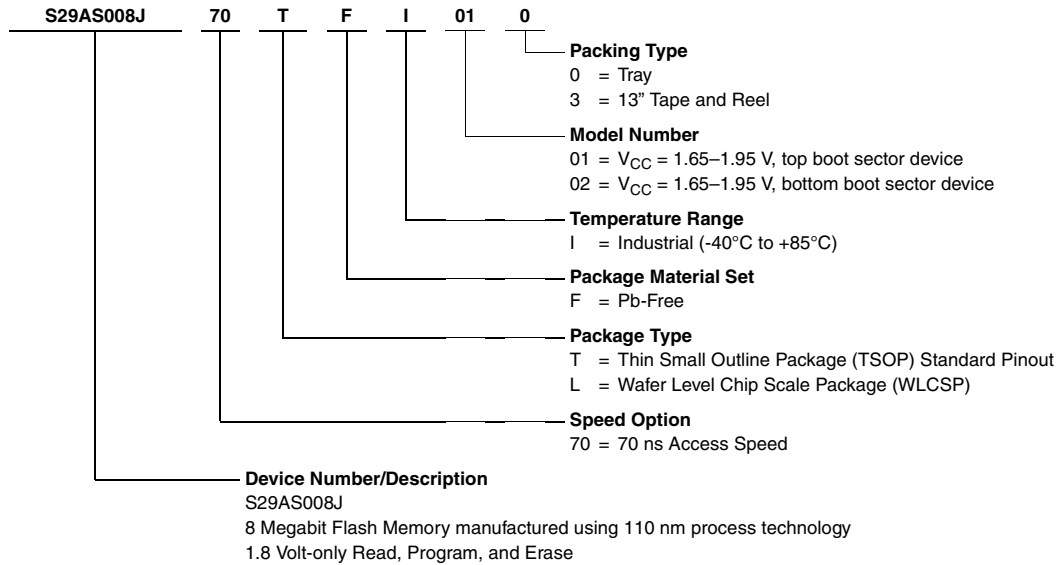 S29AS008J 70 T F I 01 0
Packing Type
0 = Tray
3 = 13” Tape and Reel
Model Number
01 = VCC = 1.65–1.95 V, top boot sector device
02 = VCC = 1.65–1.95 V, bottom boot sector device
Temperature Range
I = Industrial (-40°C to +85°C)
Package Material Set
F = Pb-Free
Package Type
T = Thin Small Outline Package (TSOP) Standard Pinout
L = Wafer Level Chip Scale Package (WLCSP)
Speed Option
70 = 70 ns Access Speed
Device Number/Description
S29AS008J
8 Megabit Flash Memory manufactured using 110 nm process technology
1.8 Volt-only Read, Program, and Erase